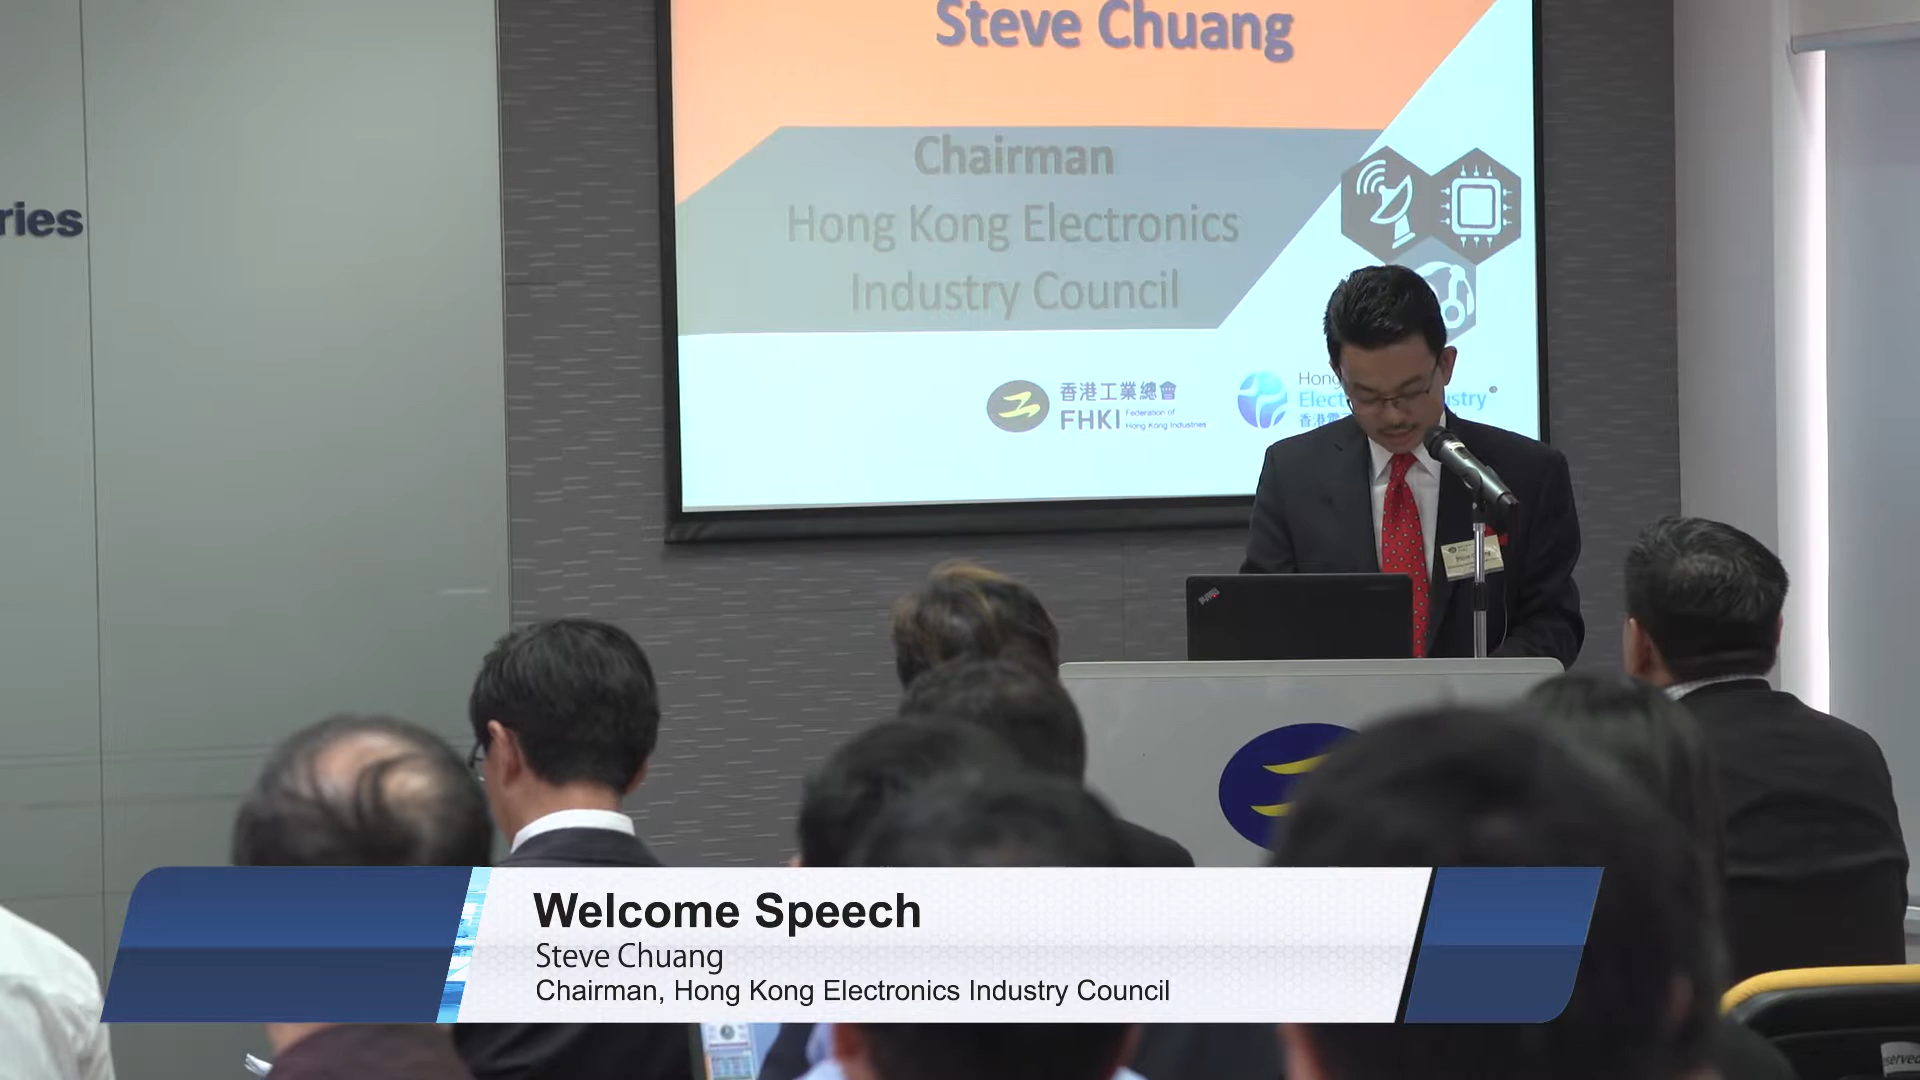 Steve Chuang
Chairman
Hong Kong Electronics
Industry Council
ries
香港工業總會
FHKI
Federation of
Hong Kong Industries
Welcome Speech
Steve Chuang
Chairman, Hong Kong Electronics Industry Council